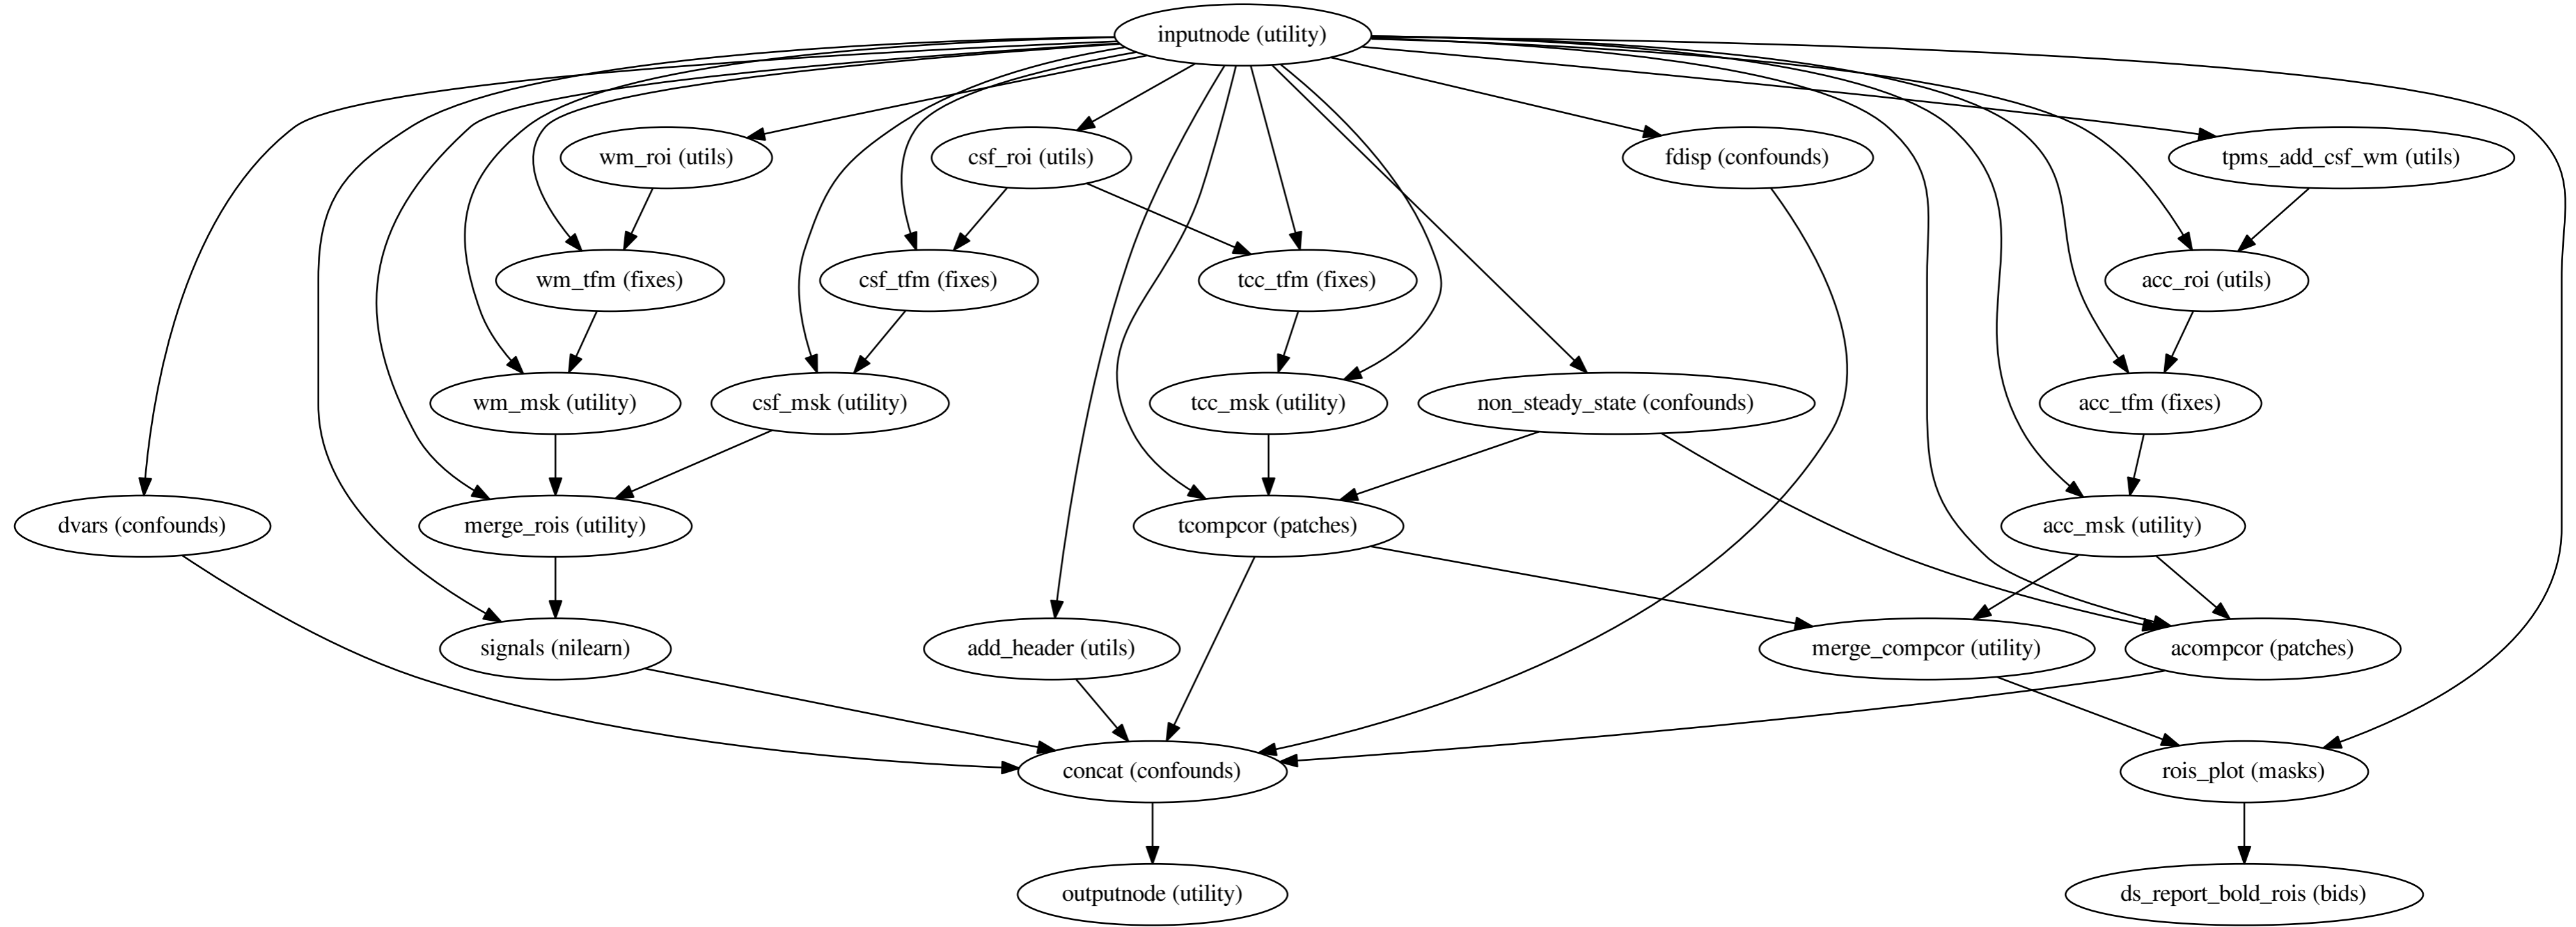 inputnode (utility)
wm_roi (utils)
csf_roi (utils)
fdisp (confounds)
tpms_add_csf_wm (utils)
wm_tfm (fixes)
csf_tfm (fixes)
tcc_tfm (fixes)
acc_roi (utils)
wm_msk (utility)
csf_msk (utility)
tcc_msk (utility)
non_steady_state (confounds)
acc_tfm (fixes)
dvars (confounds)
merge_rois (utility)
tcompcor (patches)
acc_msk (utility)
signals (nilearn)
add_header (utils)
merge_compcor (utility)
acompcor (patches)
concat (confounds)
rois_plot (masks)
outputnode (utility)
ds_report_bold_rois (bids)